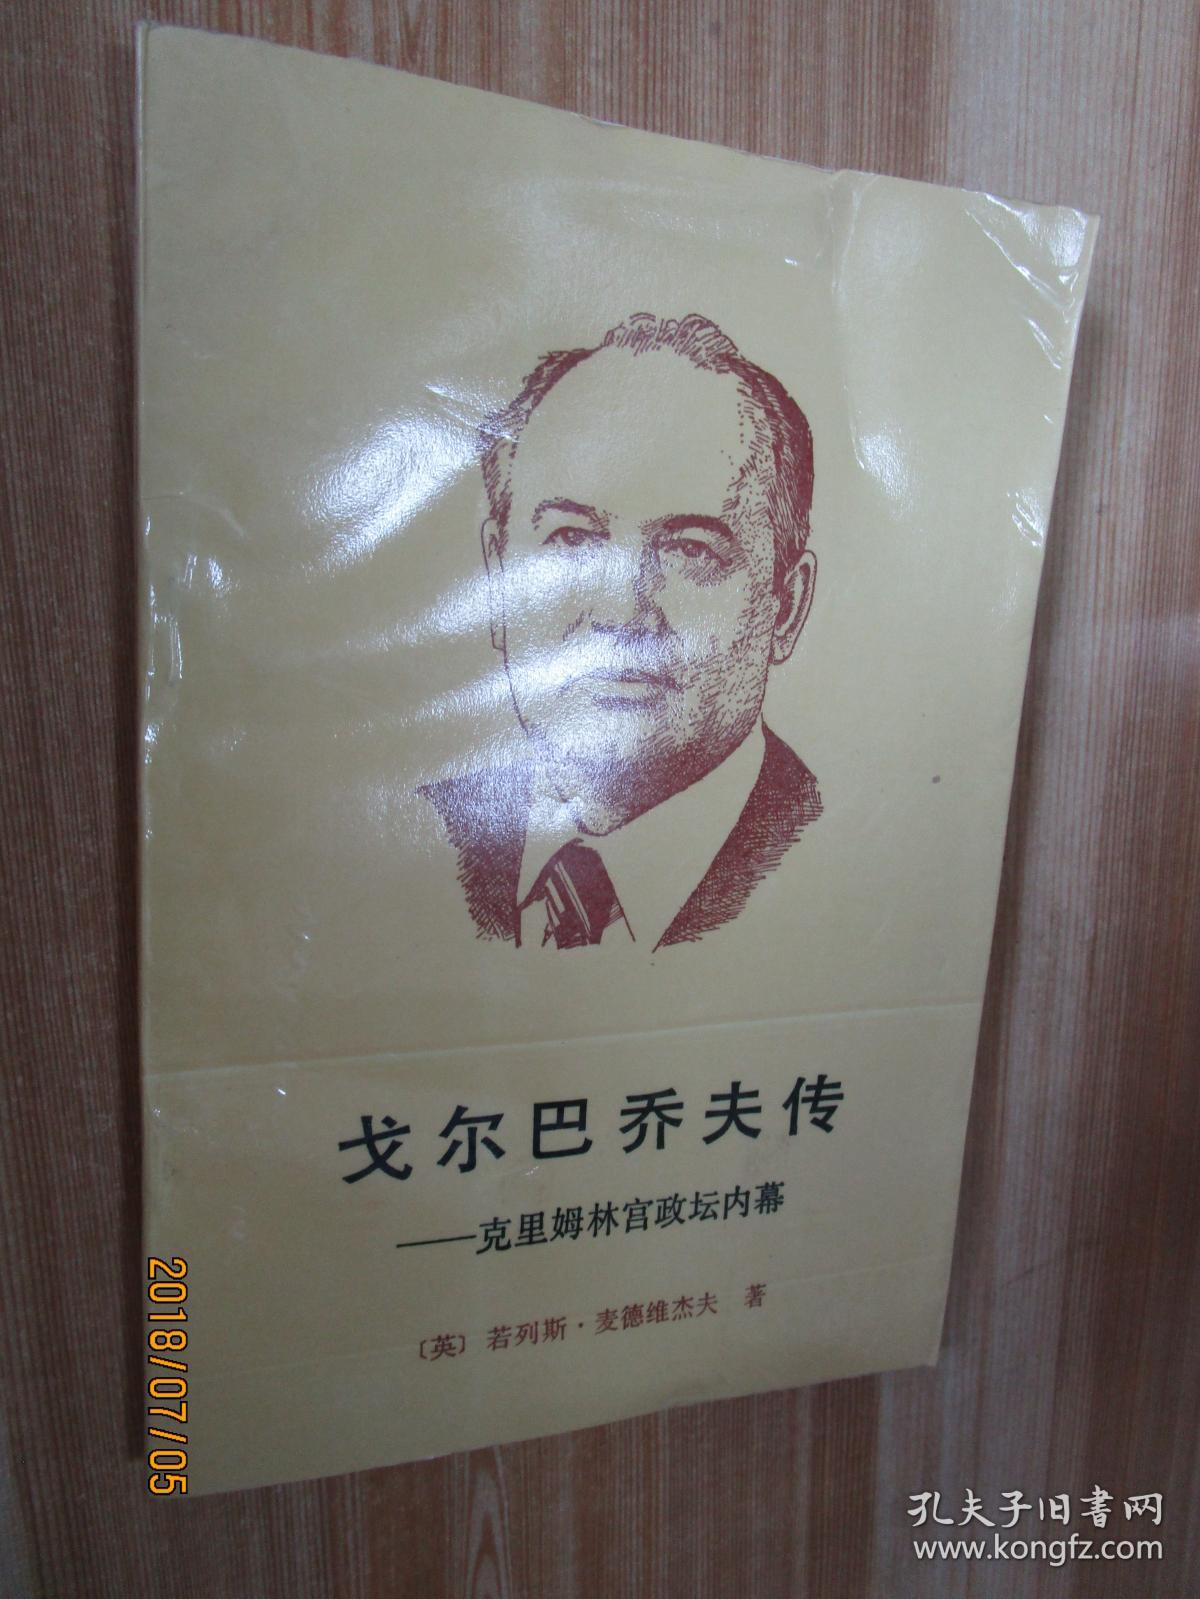 戈尔巴乔夫传
——克里姆林宫政坛内幕
〔英〕若列斯·麦德维杰夫 著
2018/07/05
孔夫子旧书网
www.kongfz.com